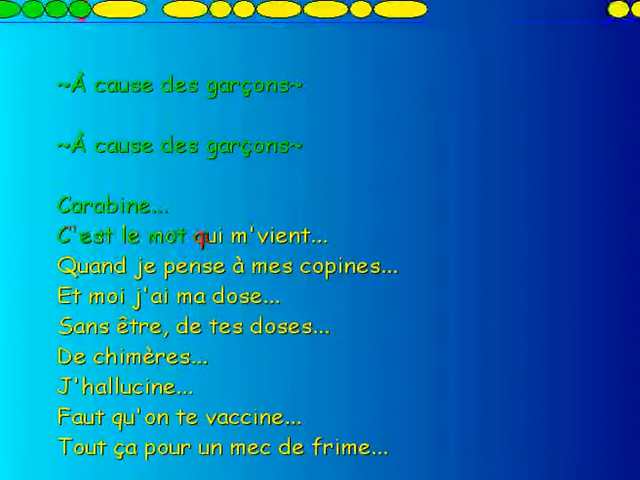 ~À cause des garçons~
~À cause des garçons~
Carabine...
C'est le mot qui m'vient...
Quand je pense à mes copines...
Et moi j'ai ma dose...
Sans être, de tes doses...
De chimères...
J'hallucine...
Faut qu'on te vaccine...
Tout ça pour un mec de frime...